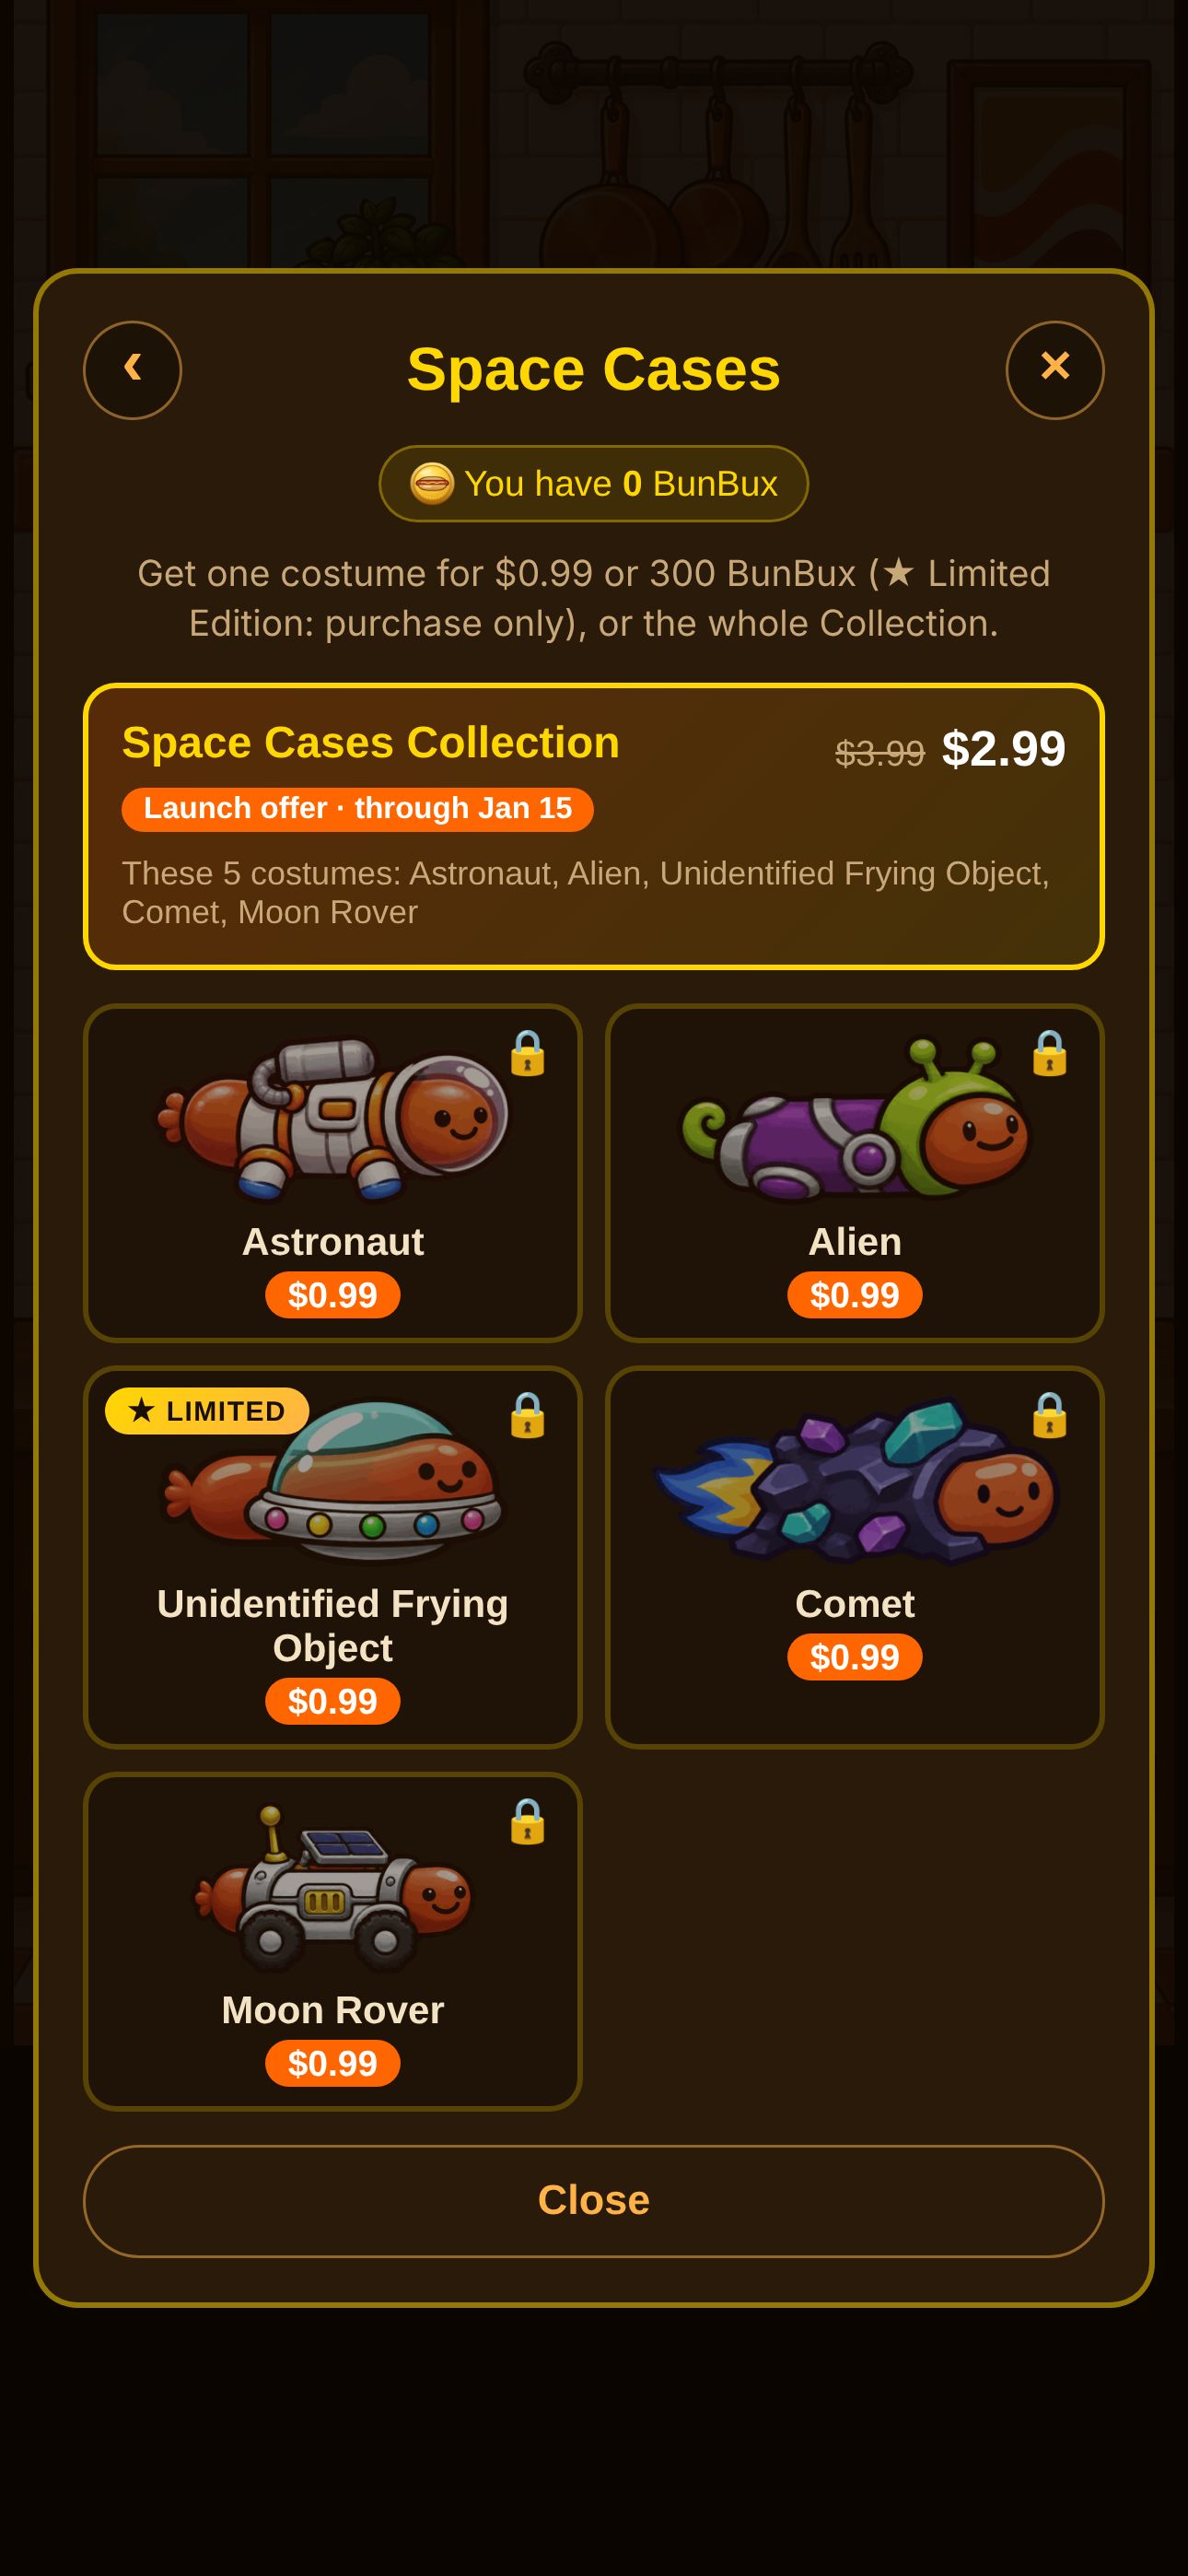 Space Cases
You have 0 BunBux
Get one costume for $0.99 or 300 BunBux (★ Limited
Edition: purchase only), or the whole Collection.
Space Cases Collection
$3.99 $2.99
Launch offer · through Jan 15
These 5 costumes: Astronaut, Alien, Unidentified Frying Object,
Comet, Moon Rover
Astronaut
$0.99
Alien
$0.99
★ LIMITED
Unidentified Frying
Object
$0.99
Comet
$0.99
Moon Rover
$0.99
Close